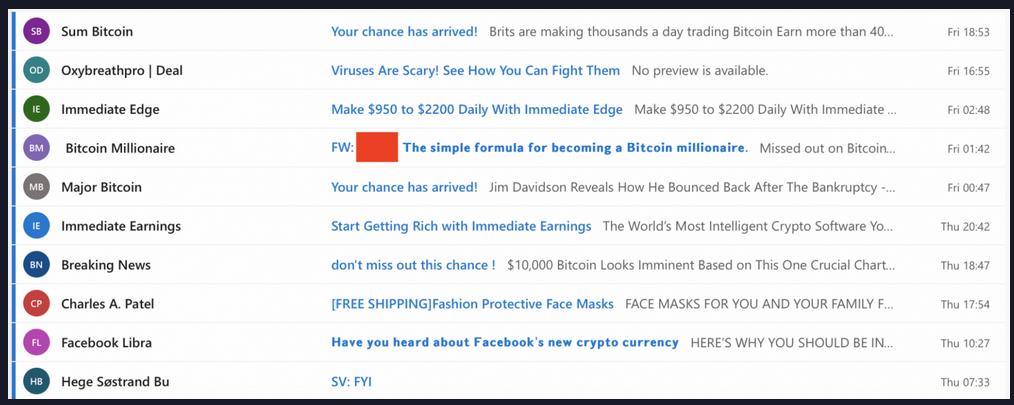 SB Sum Bitcoin Your chance has arrived! Brits are making thousands a day trading Bitcoin Earn more than 40... Fri 18:53
OD Oxybreathpro | Deal Viruses Are Scary! See How You Can Fight Them No preview is available. Fri 16:55
IE Immediate Edge Make $950 to $2200 Daily With Immediate Edge Make $950 to $2200 Daily With Immediate ... Fri 02:48
BM Bitcoin Millionaire FW: The simple formula for becoming a Bitcoin millionaire. Missed out on Bitcoin... Fri 01:42
MB Major Bitcoin Your chance has arrived! Jim Davidson Reveals How He Bounced Back After The Bankruptcy -... Fri 00:47
IE Immediate Earnings Start Getting Rich with Immediate Earnings The World's Most Intelligent Crypto Software Yo... Thu 20:42
BN Breaking News don't miss out this chance ! $10,000 Bitcoin Looks Imminent Based on This One Crucial Chart... Thu 18:47
CP Charles A. Patel [FREE SHIPPING]Fashion Protective Face Masks FACE MASKS FOR YOU AND YOUR FAMILY F... Thu 17:54
FL Facebook Libra Have you heard about Facebook's new crypto currency HERE'S WHY YOU SHOULD BE IN... Thu 10:27
HB Hege Søstrand Bu SV: FYI Thu 07:33